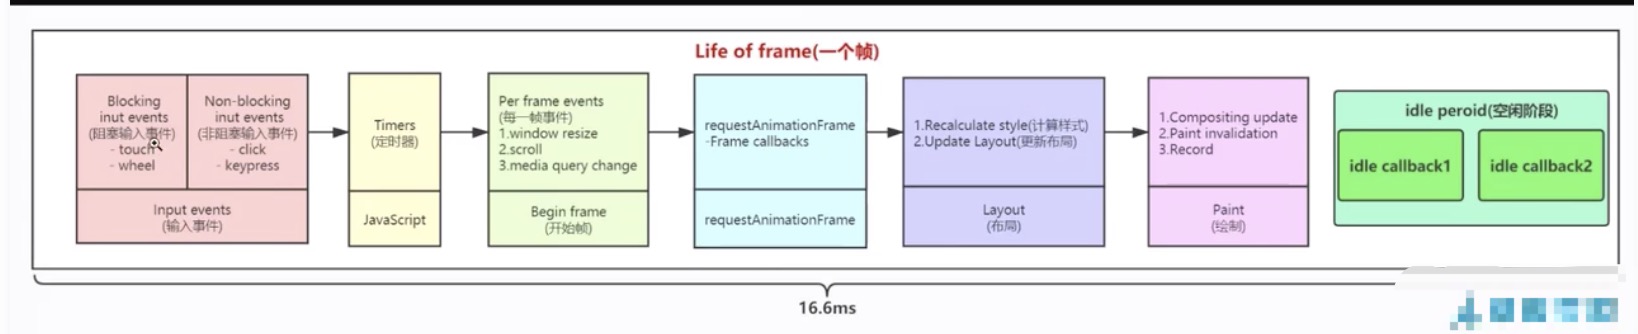 Life of frame(一个帧)
Blocking
inut events
(阻塞输入事件)
- touch
- wheel
Non-blocking
inut events
(非阻塞输入事件)
- click
- keypress
Input events
(输入事件)
Timers
(定时器)
JavaScript
Per frame events
(每一帧事件)
1.window resize
2.scroll
3.media query change
Begin frame
(开始帧)
requestAnimationFrame
-Frame callbacks
requestAnimationFrame
1.Recalculate style(计算样式)
2.Update Layout(更新布局)
Layout
(布局)
1.Compositing update
2.Paint invalidation
3.Record
Paint
(绘制)
idle peroid(空闲阶段)
idle callback1
idle callback2
16.6ms